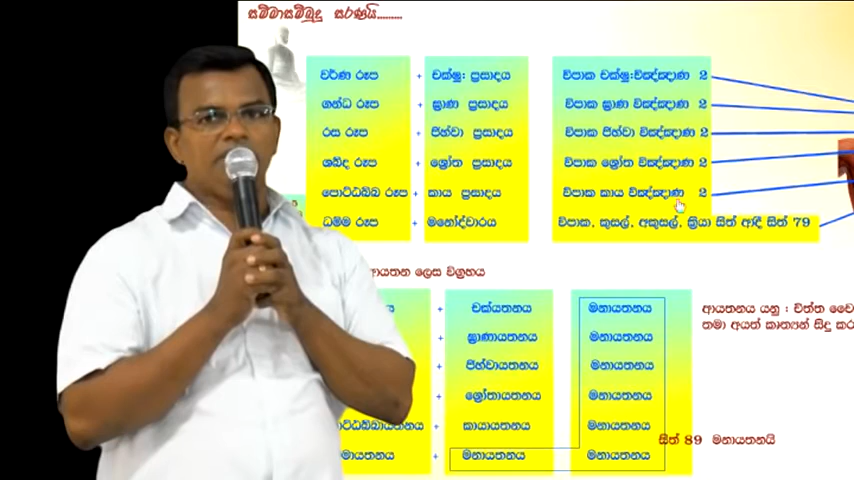 සම්මාසම්බුදු සරණයි.........
වර්ණ රූප + චක්ෂුඃ ප්‍රසාදය විපාක චක්ෂුඃවිඤ්ඤාණ 2
ගන්ධ රූප + ඝ්‍රාණ ප්‍රසාදය විපාක ඝ්‍රාණ විඤ්ඤාණ 2
රස රූප + ජිහ්වා ප්‍රසාදය විපාක ජිහ්වා විඤ්ඤාණ 2
ශබ්ද රූප + ශ්‍රෝත ප්‍රසාදය විපාක ශ්‍රෝත විඤ්ඤාණ 2
පොට්ඨබ්බ රූප + කාය ප්‍රසාදය විපාක කාය විඤ්ඤාණ 2
ධම්ම රූප + මනෝද්වාරය විපාක, කුසල්, අකුසල්, ක්‍රියා සිත් ආදී සිත් 79
ආයතන ලෙස විග්‍රහය
+ චක්යතනය මනායතනය ආයතනය යනු : චිත්ත චෛ
+ ඝ්‍රාණායතනය මනායතනය තමා අයත් කෘත්‍යන් සිදු කර
+ ජිහ්වායතනය මනායතනය
+ ශ්‍රෝතායතනය මනායතනය
ට්ඨබ්බායතනය + කායායතනය මනායතනය
මායතනය + මනායතනය මනායතනය සිත් 89 මනායතනයි